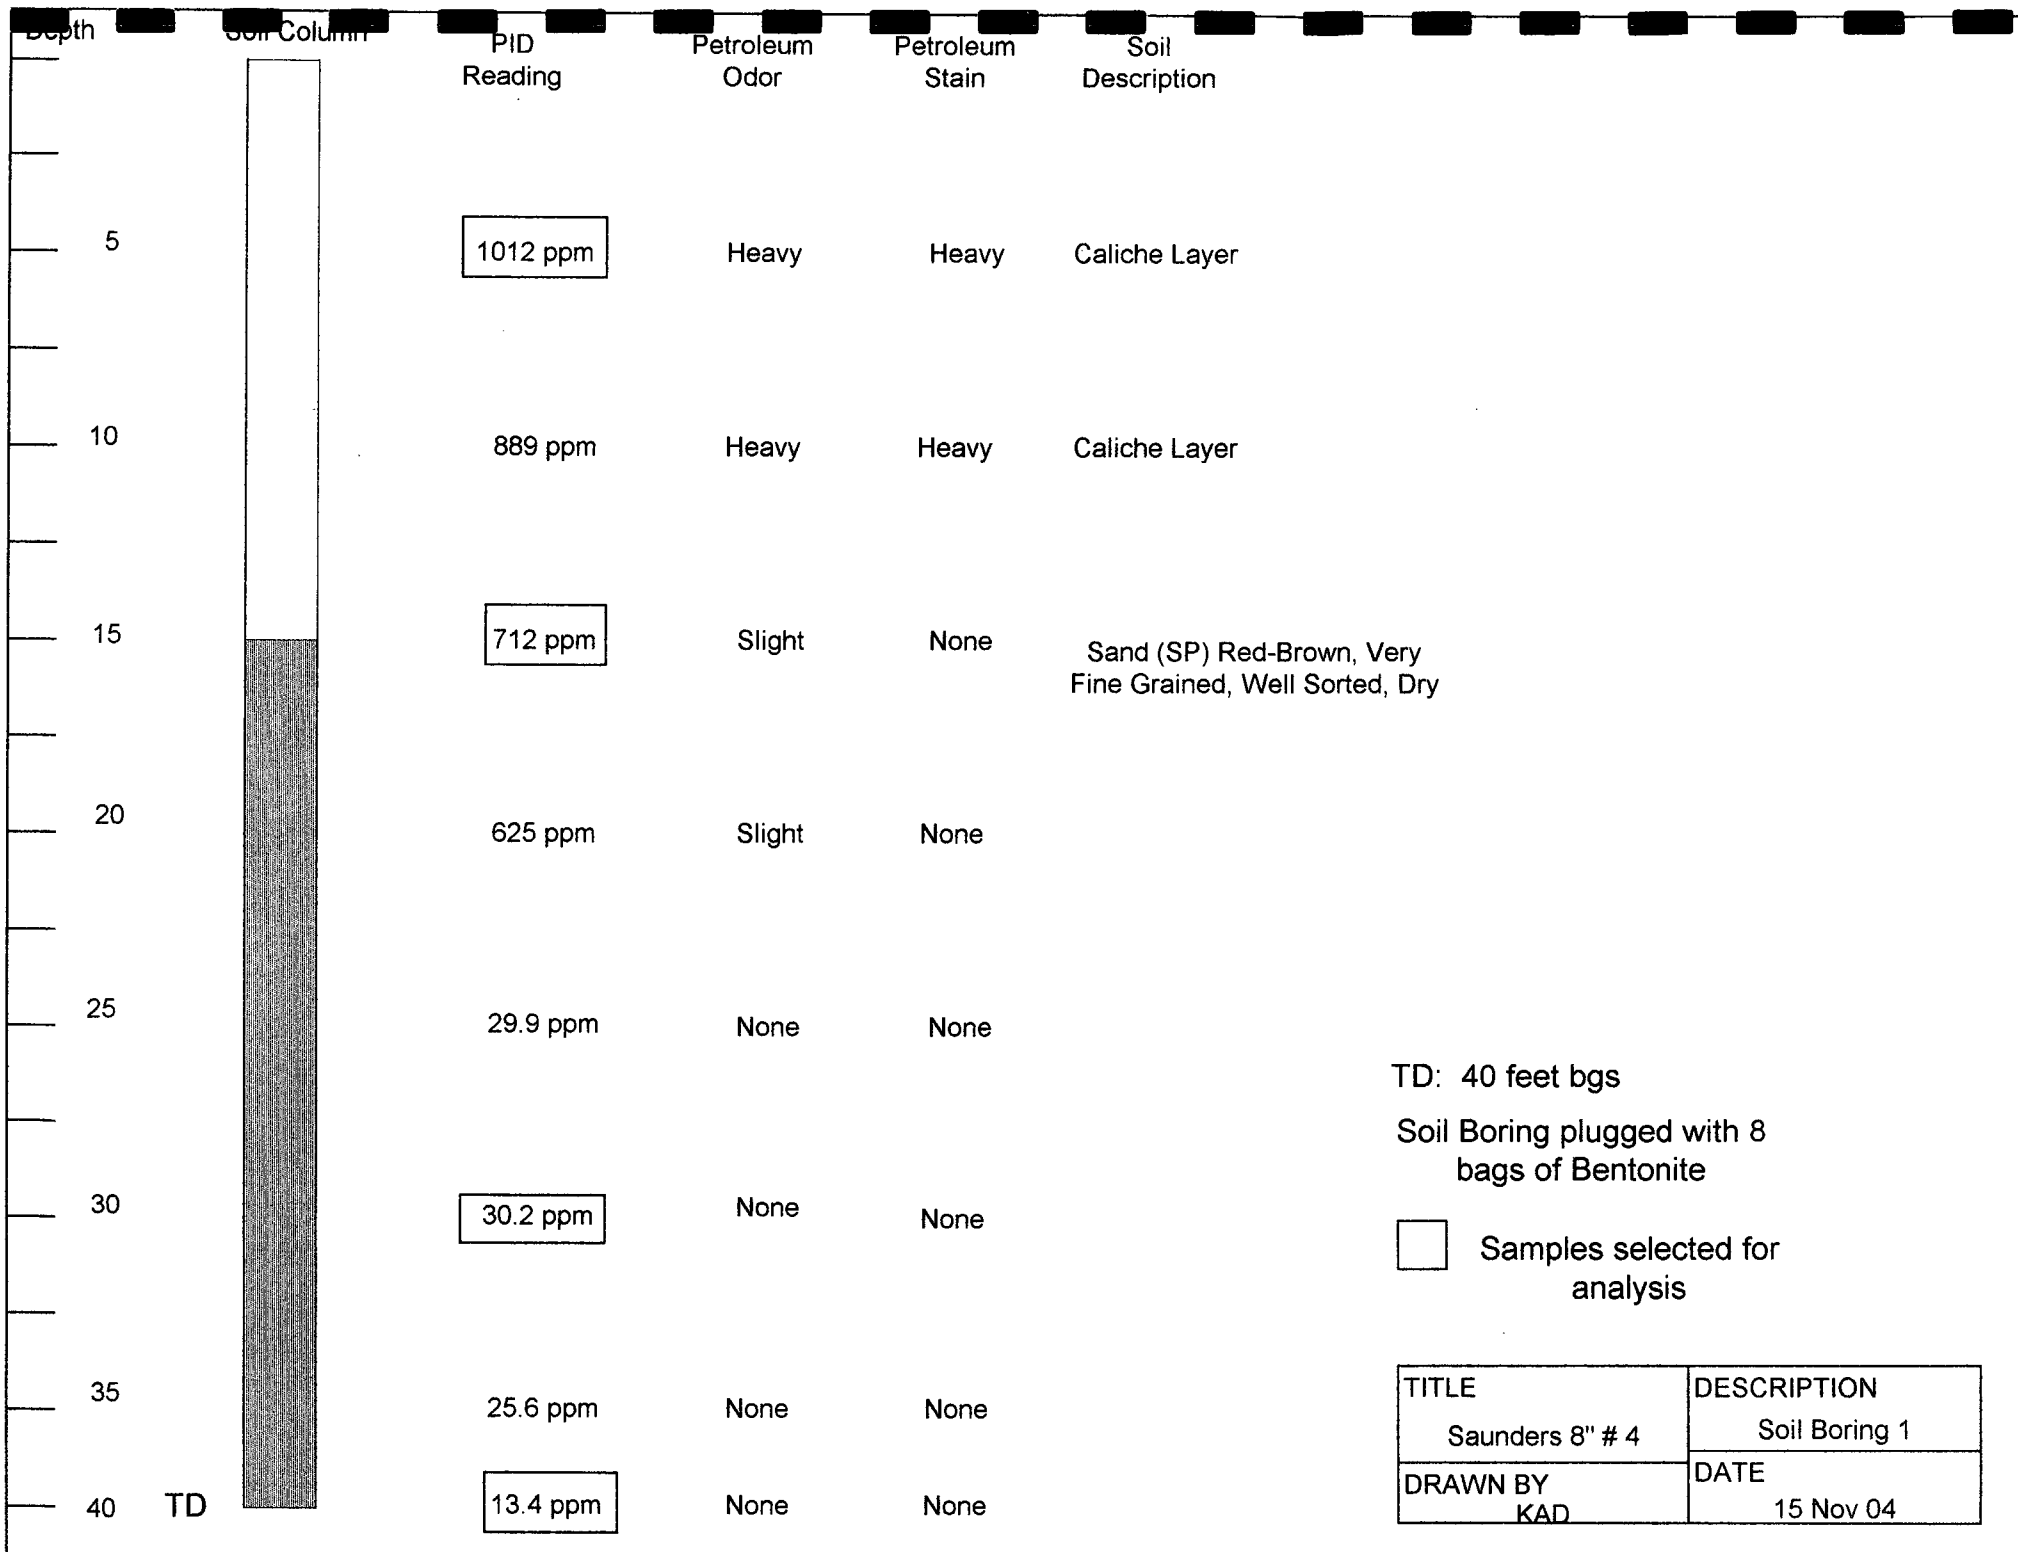 Depth Soil Column PID Reading Petroleum Odor Petroleum Stain Soil Description
5 1012 ppm Heavy Heavy Caliche Layer
10 889 ppm Heavy Heavy Caliche Layer
15 712 ppm Slight None Sand (SP) Red-Brown, Very
Fine Grained, Well Sorted, Dry
20 625 ppm Slight None
25 29.9 ppm None None
30 30.2 ppm None None
35 25.6 ppm None None
40 TD 13.4 ppm None None
TD: 40 feet bgs
Soil Boring plugged with 8
bags of Bentonite
Samples selected for
analysis
TITLE
Saunders 8" # 4
DESCRIPTION
Soil Boring 1
DRAWN BY
KAD
DATE
15 Nov 04